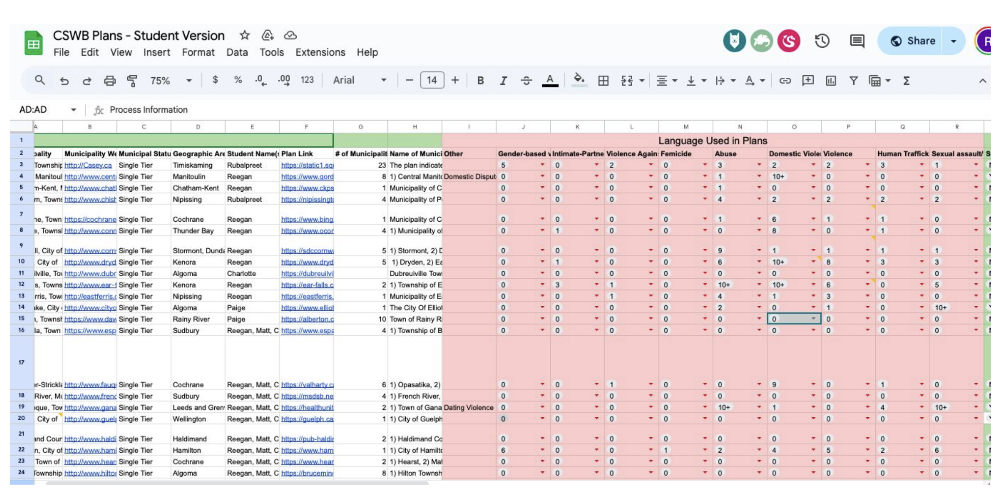 CSWB Plans - Student Version
File Edit View Insert Format Data Tools Extensions Help
Share
75% $ % .0 .00 123 Arial 14 B I A
AD:AD fx Process Information
A B C D E F G H I J K L M N O P Q R
1 Language Used in Plans
2 Municipality We Municipal Statu Geographic Are Student Name(s Plan Link # of Municipalit Name of Munici Other Gender-based v Intimate-Partne Violence Again Femicide Abuse Domestic Viole Violence Human Traffick Sexual assault/
3 Township http://Casey.ca Single Tier Timiskaming Rubalpreet https://static1.sq 23 The plan indicate 5 0 2 0 3 2 2 3 1
4 Manitoul http://www.cent Single Tier Manitoulin Reegan https://www.gord 8 1) Central Manito Domestic Disput 0 0 0 0 1 10+ 0 0 0
5 m-Kent, http://www.chat Single Tier Chatham-Kent Reegan https://www.ckps 1 Municipality of C 0 0 0 0 1 0 0 0 0
6 m, Towns http://www.chish Single Tier Nipissing Rubalpreet https://nipissingto 4 Municipality of P 0 0 0 0 4 2 2 2 2
7 ne, Town https://cochrane Single Tier Cochrane Reegan https://www.bing 1 Municipality of C 0 0 0 0 1 6 1 1 0
8 e, Townsl http://www.conn Single Tier Thunder Bay Reegan https://www.ocor 4 1) Municipality of 0 1 0 0 0 8 0 1 0
9 ll, City of http://www.corn Single Tier Stormont, Dunda Reegan https://sdccornwa 5 1) Stormont, 2) D 0 0 0 0 9 1 1 1 1
10 City of http://www.dryd Single Tier Kenora Reegan https://www.dryd 5 1) Dryden, 2) Ea 0 1 0 0 6 10+ 8 3 3
11 ilville, Tov http://www.dubr Single Tier Algoma Charlotte https://dubreuilvil Dubreuiville Tow 0 0 0 0 0 0 0 0 0
12 s, Towns http://www.ear-f Single Tier Kenora Reegan https://ear-falls.c 2 1) Township of E 0 3 1 0 10+ 10+ 6 0 5
13 rris, Tow http://eastferris.c Single Tier Nipissing Reegan https://eastferris. 1 Municipality of E 0 0 1 0 4 1 3 0 0
14 ike, City http://www.cityo Single Tier Algoma Paige https://www.elliot 1 The City Of Elliot 0 0 0 0 2 0 1 0 10+
15 n, Townsh https://www.daw Single Tier Rainy River Paige https://alberton.c 10 Town of Rainy Ri 0 0 0 0 0 0 0 0 0
16 la, Town https://www.esp Single Tier Sudbury Reegan, Matt, C https://www.espa 4 1) Township of B 0 0 0 0 0 0 0 0 0
17 er-Strickla http://www.fauqu Single Tier Cochrane Reegan, Matt, C https://valharty.ca 6 1) Opasatika, 2) 0 0 1 0 0 9 0 1 0
18 River, Mu http://www.frenc Single Tier Sudbury Reegan, Matt, C https://msdsb.ne 4 1) French River, 0 0 0 0 0 0 0 0 0
19 que, Tow http://www.gana Single Tier Leeds and Gren Reegan, Matt, C https://healthunit 2 1) Town of Gana Dating Violence 0 0 0 0 10+ 1 0 4 10+
20 City of http://www.guelp Single Tier Wellington Reegan, Matt, C https://guelph.ca 1 1) City of Guelph 0 0 0 0 0 0 0 0 0
21 and Cour http://www.haldi Single Tier Haldimand Reegan, Matt, C https://pub-haldir 2 1) Haldimand Co 0 0 0 0 0 0 0 0 0
22 n, City of http://www.hami Single Tier Hamilton Reegan, Matt, C https://www.ham 1 1) City of Hamilto 6 0 0 1 2 4 5 2 6
23 Town of http://www.hear Single Tier Cochrane Reegan, Matt, C https://www.hear 2 1) Hearst, 2) Mat 0 0 0 0 0 0 0 0 0
24 Township http://www.hilto Single Tier Algoma Reegan, Matt, C https://brucemine 8 1) Hilton Townsh 0 0 0 0 0 0 0 0 0